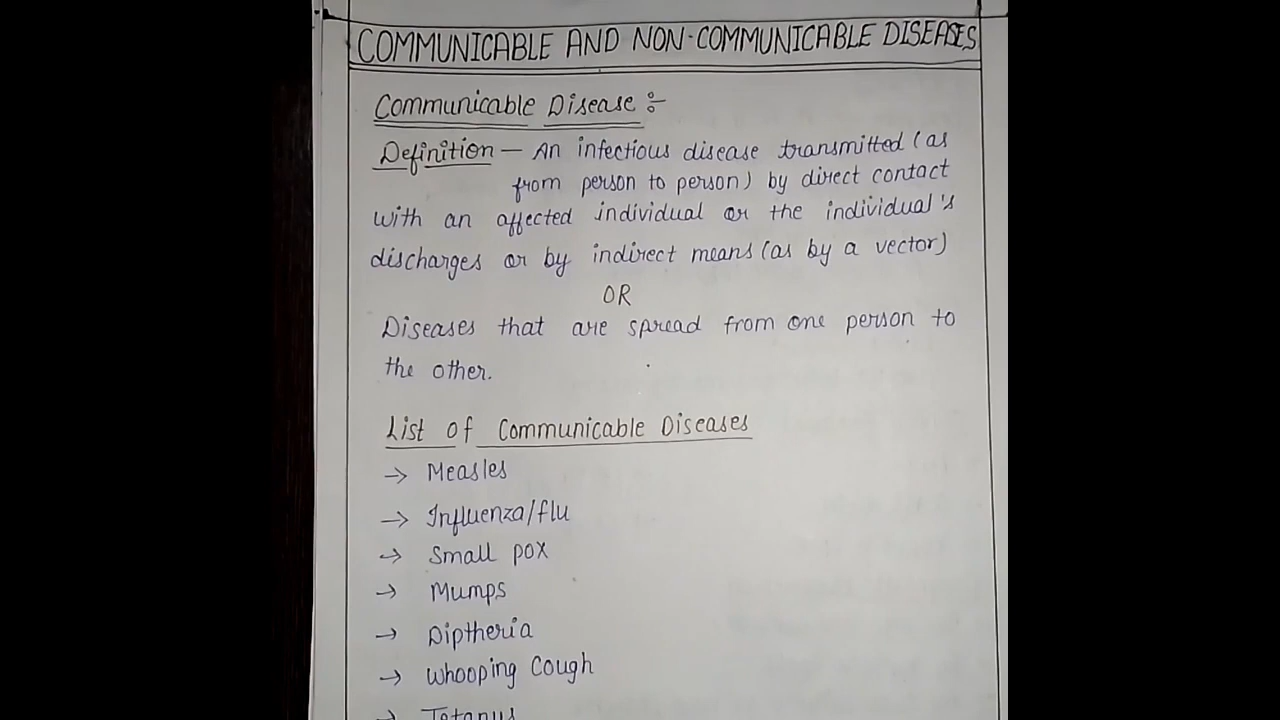 COMMUNICABLE AND NON-COMMUNICABLE DISEASES
Communicable Disease :-
Definition — An infectious disease transmitted (as
from person to person) by direct contact
with an affected individual or the individual's
discharges or by indirect means (as by a vector)
OR
Diseases that are spread from one person to
the other.
List of Communicable Diseases
→ Measles
→ Influenza/flu
→ Small pox
→ Mumps
→ Diptheria
→ Whooping Cough
→ Tetanus